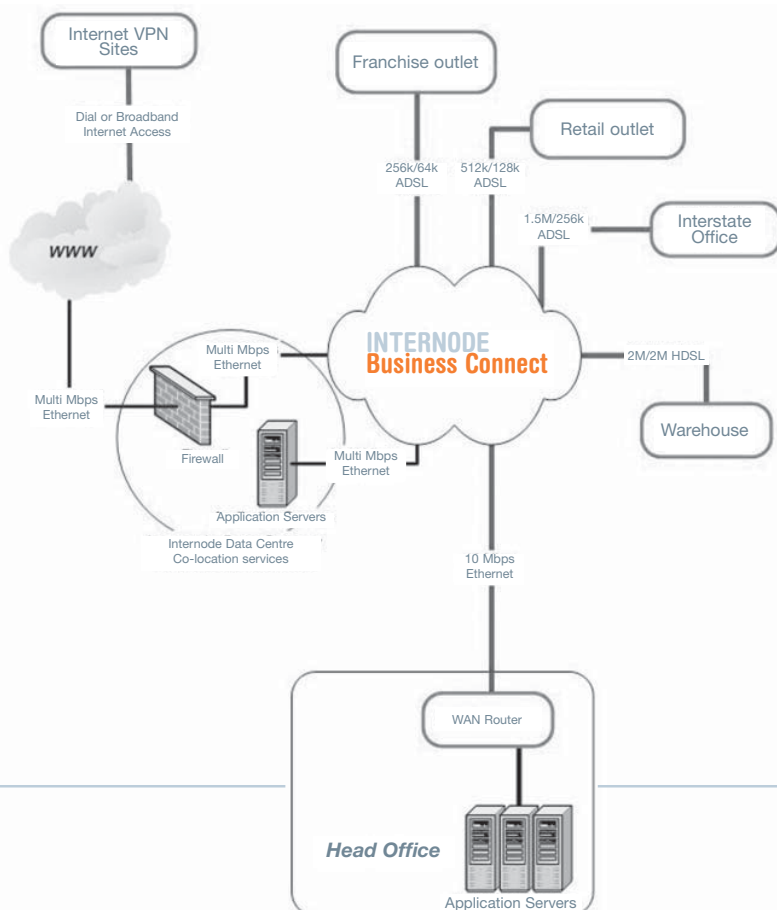 Internet VPN
Sites
Dial or Broadband
Internet Access
www
Franchise outlet
256k/64k
ADSL
Retail outlet
512k/128k
ADSL
1.5M/256k
ADSL
Interstate
Office
INTERNODE
Business Connect
2M/2M HDSL
Warehouse
Multi Mbps
Ethernet
Multi Mbps
Ethernet
Firewall
Multi Mbps
Ethernet
Application Servers
Internode Data Centre
Co-location services
10 Mbps
Ethernet
WAN Router
Head Office
Application Servers